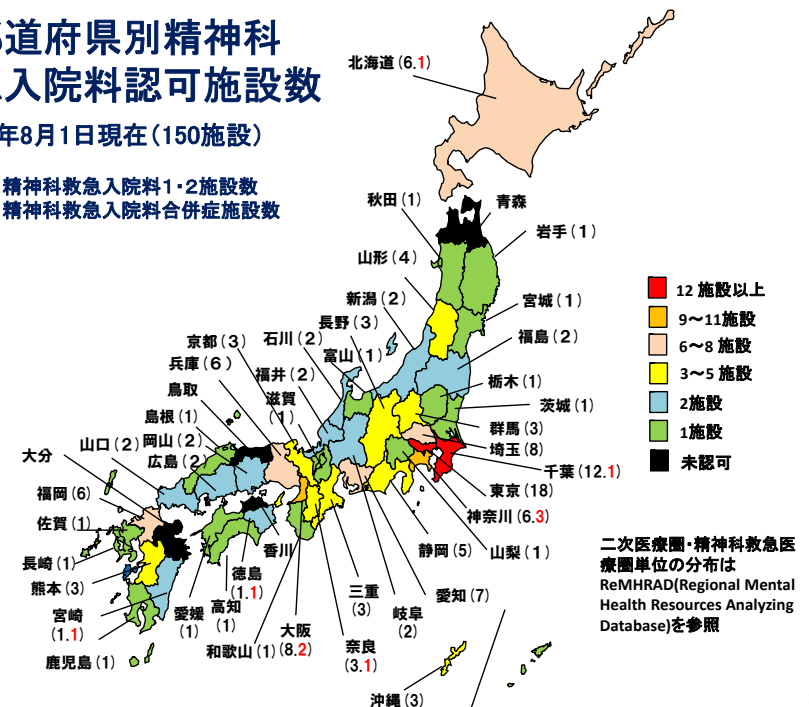 道府県別精神科
入院料認可施設数
年8月1日現在（150施設）
精神科救急入院料1・2施設数
精神科救急入院料合併症施設数
北海道（6.1）
秋田（1）
青森
岩手（1）
山形（4）
新潟（2）
宮城（1）
長野（3）
福島（2）
京都（3）
石川（2）
富山（1）
兵庫（6）
福井（2）
栃木（1）
鳥取
滋賀
（1）
茨城（1）
島根（1）
群馬（3）
岡山（2）
埼玉（8）
山口（2）
広島（2）
大分
千葉（12.1）
福岡（6）
東京（18）
佐賀（1）
神奈川（6.3）
長崎（1）
香川
静岡（5）
山梨（1）
熊本（3）
徳島
（1.1）
宮崎
（1.1）
愛媛
（1）
高知
（1）
三重
（3）
岐阜
（2）
愛知（7）
鹿児島（1）
和歌山（1）
大阪
（8.2）
奈良
（3.1）
沖縄（3）
12 施設以上
9～11施設
6～8 施設
3～5 施設
2施設
1施設
未認可
二次医療圏・精神科救急医
療圏単位の分布は
ReMHRAD(Regional Mental
Health Resources Analyzing
Database)を参照